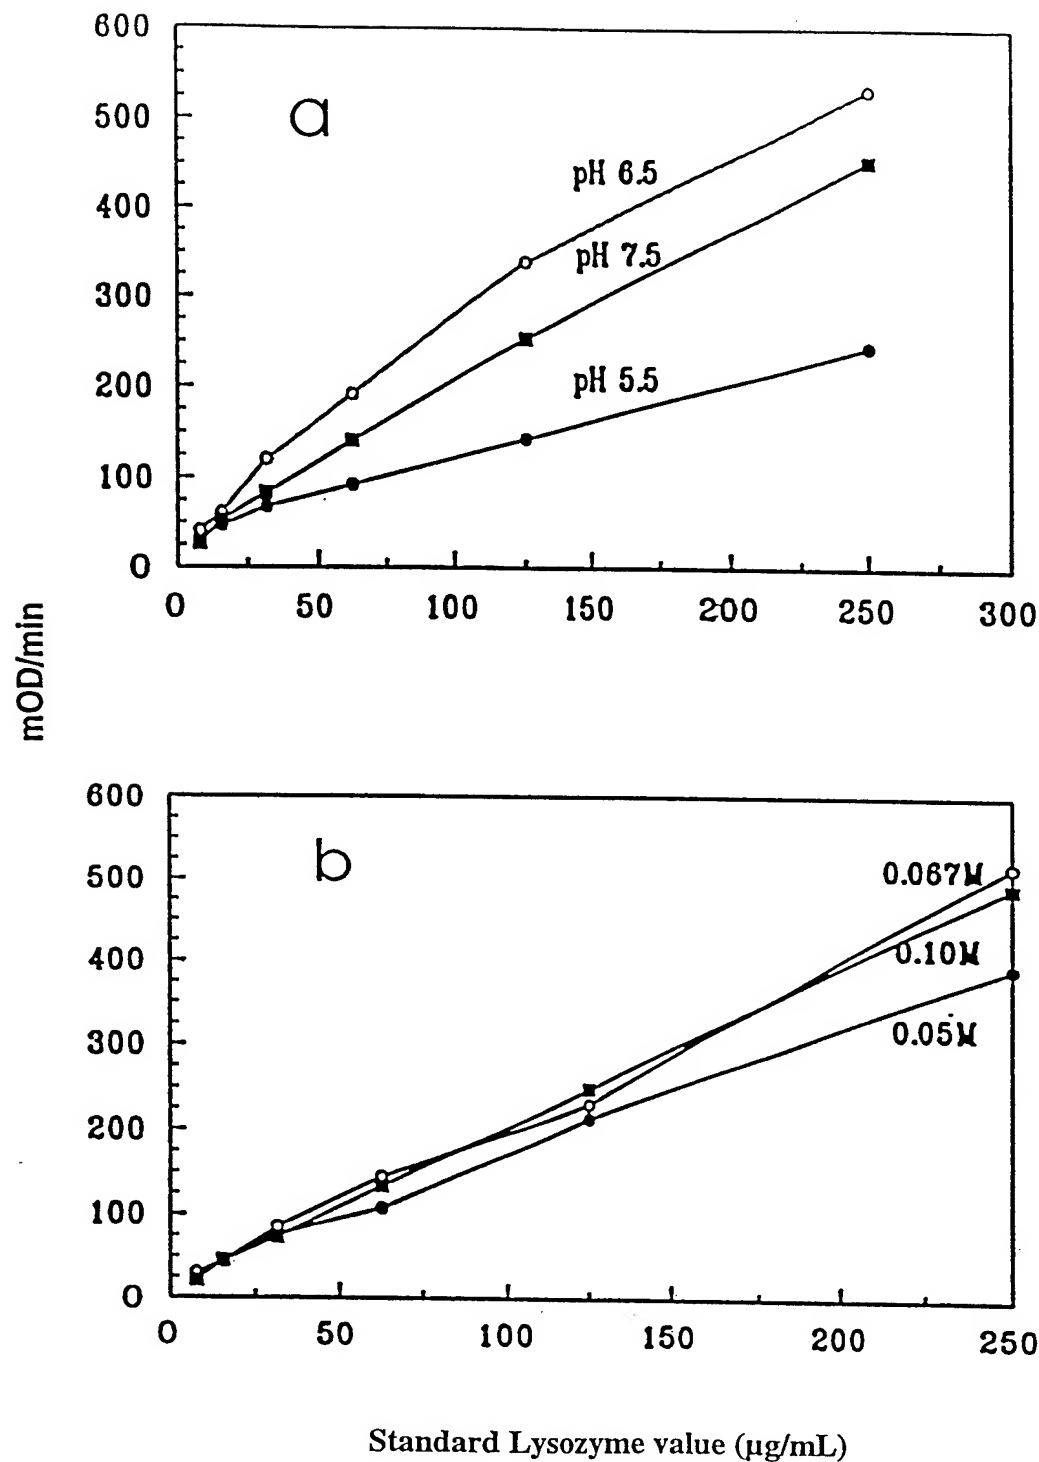 600
a
500
pH 6.5
400
pH 7.5
300
pH 5.5
200
100
0
0 50 100 150 200 250 300
mOD/min
600
b
500
0.067M
400
0.10M
300
0.05M
200
100
0
0 50 100 150 200 250
Standard Lysozyme value (µg/mL)